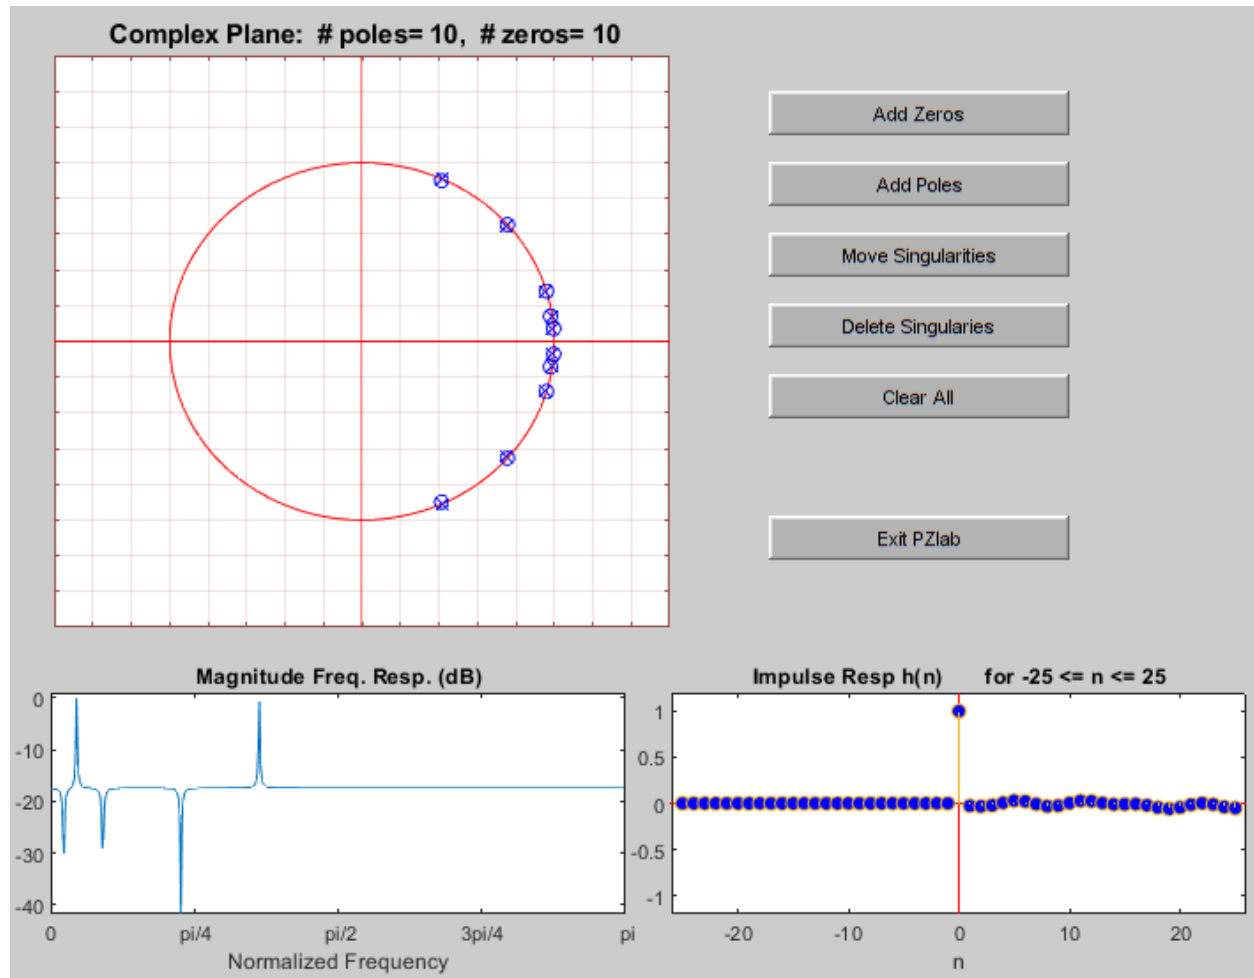 Complex Plane:  # poles= 10,  # zeros= 10
Add Zeros
Add Poles
Move Singularities
Delete Singularies
Clear All
Exit PZlab
Magnitude Freq. Resp. (dB)
0
-10
-20
-30
-40
0 pi/4 pi/2 3pi/4 pi
Normalized Frequency
Impulse Resp h(n) for -25 <= n <= 25
1
0.5
0
-0.5
-1
-20 -10 0 10 20
n